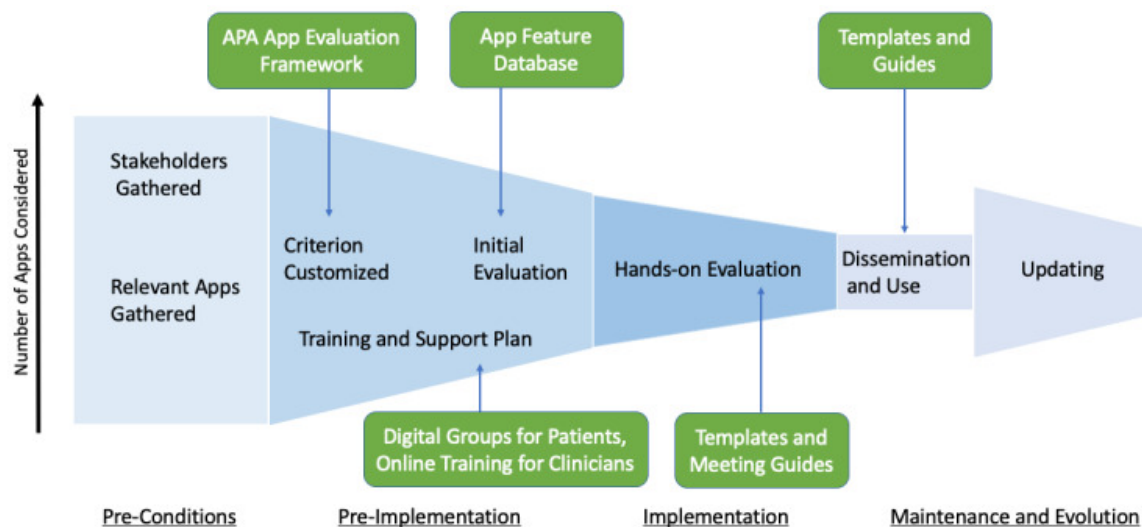 APA App Evaluation
Framework
App Feature
Database
Templates and
Guides
Number of Apps Considered
Stakeholders
Gathered
Relevant Apps
Gathered
Criterion
Customized
Initial
Evaluation
Training and Support Plan
Hands-on Evaluation
Dissemination
and Use
Updating
Digital Groups for Patients,
Online Training for Clinicians
Templates and
Meeting Guides
Pre-Conditions
Pre-Implementation
Implementation
Maintenance and Evolution